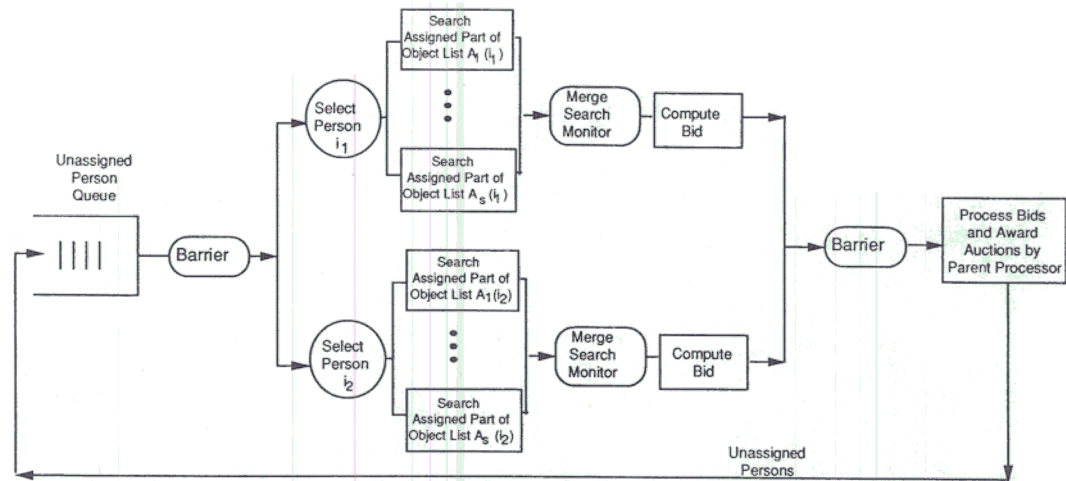 Unassigned
Person
Queue
Barrier
Select
Person
i1
Search
Assigned Part of
Object List A1 (i1)
Search
Assigned Part of
Object List As (i1)
Merge
Search
Monitor
Compute
Bid
Select
Person
i2
Search
Assigned Part of
Object List A1(i2)
Search
Assigned Part of
Object List As (i2)
Merge
Search
Monitor
Compute
Bid
Barrier
Process Bids
and Award
Auctions by
Parent Processor
Unassigned
Persons